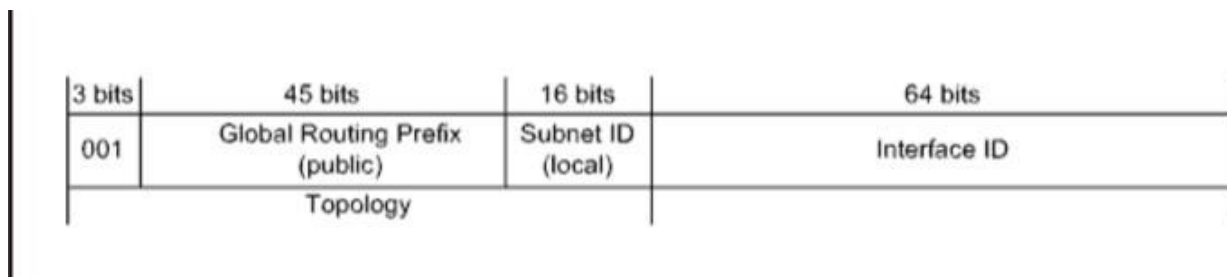 3 bits 45 bits 16 bits 64 bits
001 Global Routing Prefix Subnet ID Interface ID
(public) (local)
Topology